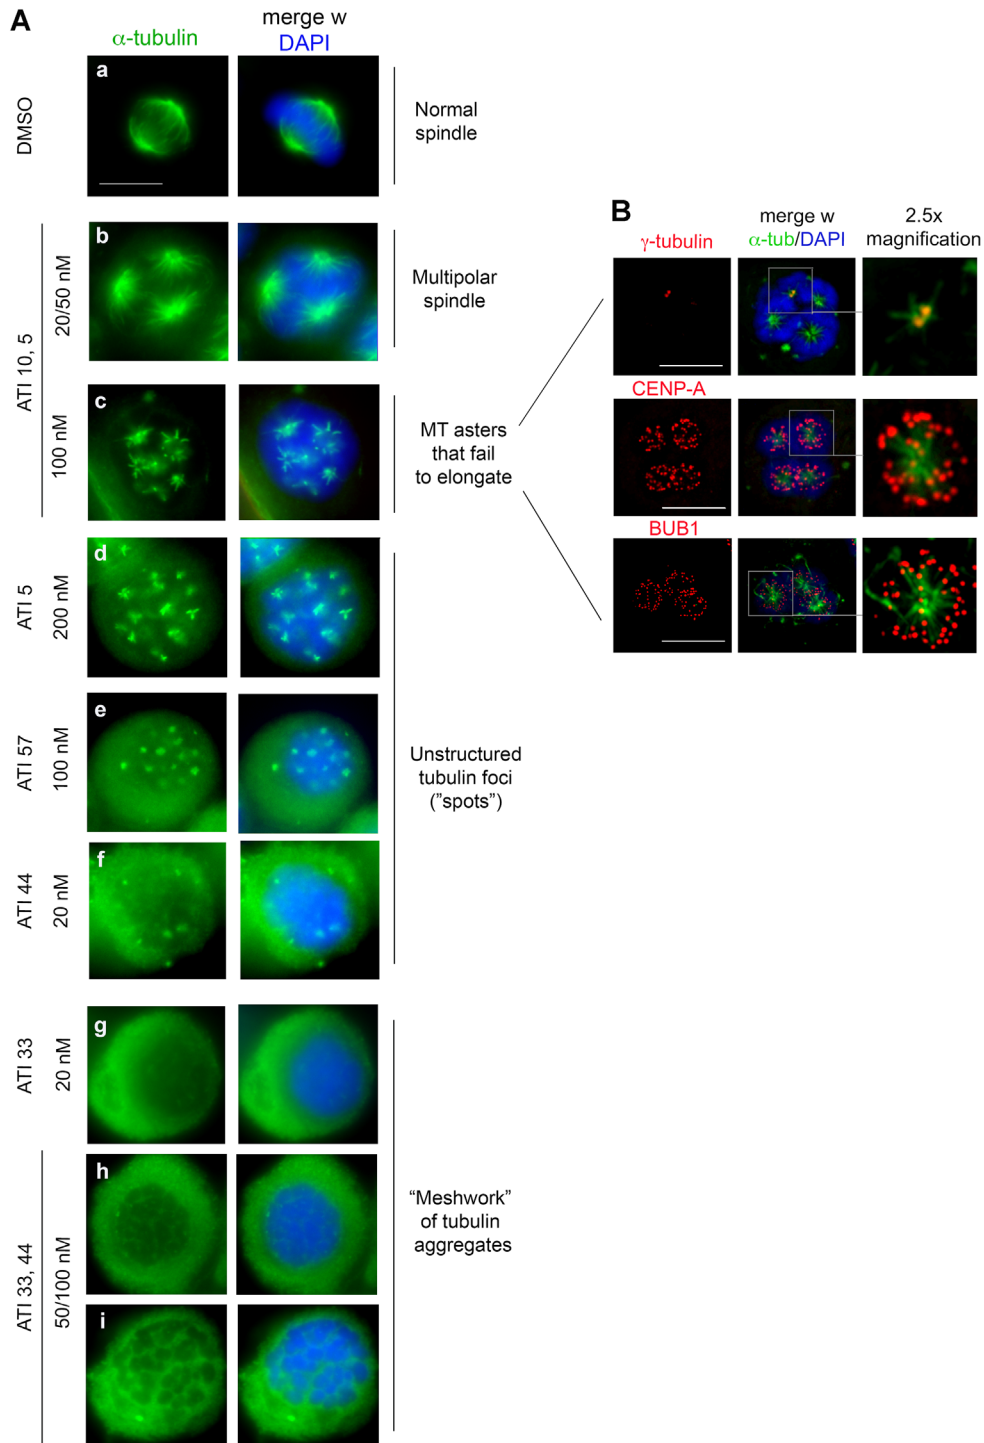 A
α-tubulin
merge w
DAPI
DMSO
a
Normal
spindle
ATI 10, 5
20/50 nM
b
Multipolar
spindle
100 nM
c
MT asters
that fail
to elongate
ATI 5
200 nM
d
ATI 57
100 nM
e
Unstructured
tubulin foci
("spots")
ATI 44
20 nM
f
ATI 33
20 nM
g
ATI 33, 44
50/100 nM
h
“Meshwork”
of tubulin
aggregates
i
B
γ-tubulin
merge w
α-tub/DAPI
2.5x
magnification
CENP-A
BUB1